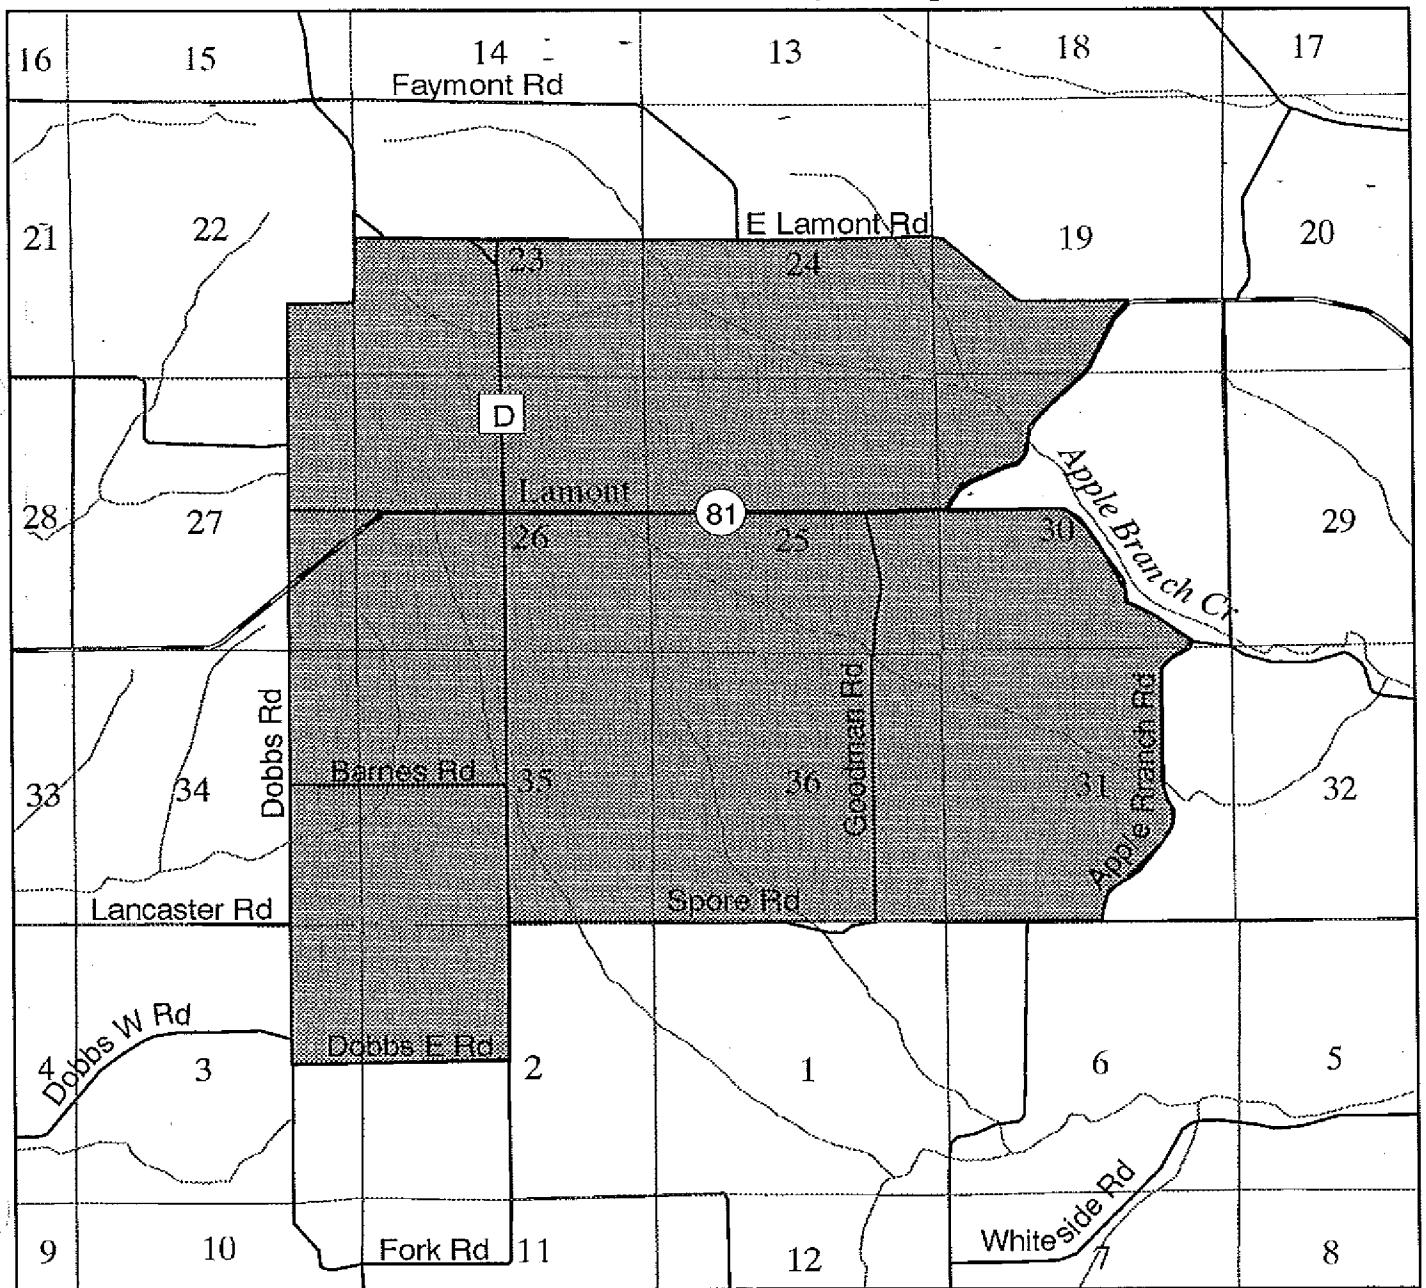 16 15 14 13 18 17
Faymont Rd
21 22 E Lamont Rd 19 20
23 24
D
Lamont
28 27 81 29
26 25 30
Apple Branch Cr
Dobbs Rd
Goodman Rd
Apple Branch Rd
Barnes Rd
33 34 35 36 31 32
Lancaster Rd
Spore Rd
Dobbs W Rd
Dobbs E Rd
4 3 2 1 6 5
Whiteside Rd
Fork Rd
9 10 11 12 7 8